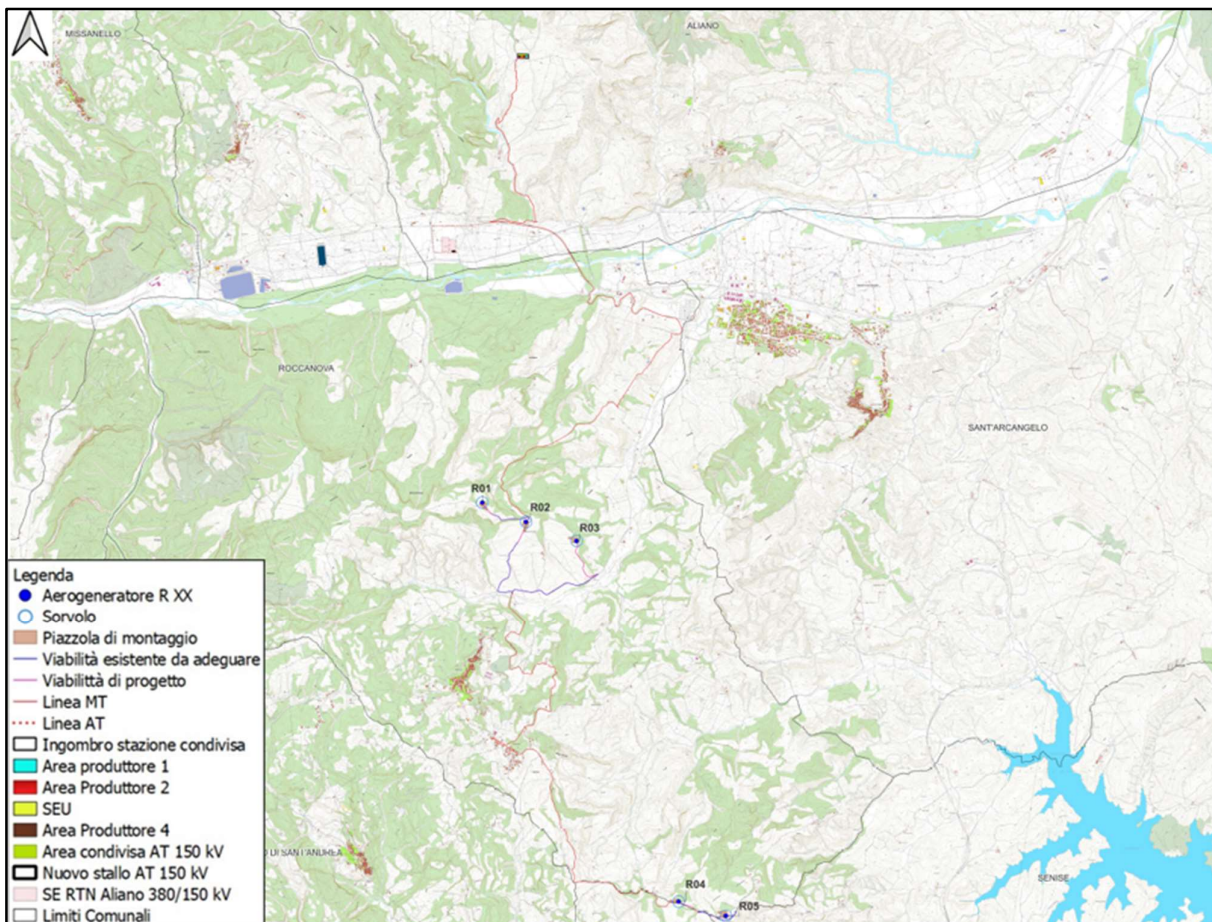 MISSANELLO
ALIANO
ROCCANOVA
SANT'ARCANGELO
R01
R02
R03
Legenda
Aerogeneratore R XX
Sorvolo
Piazzola di montaggio
Viabilità esistente da adeguare
Viabilittà di progetto
Linea MT
Linea AT
Ingombro stazione condivisa
Area produttore 1
Area Produttore 2
SEU
Area Produttore 4
Area condivisa AT 150 kV
Nuovo stallo AT 150 kV
SE RTN Aliano 380/150 kV
Limiti Comunali
O DI SANT'ANDREA
R04
R05
SENISE